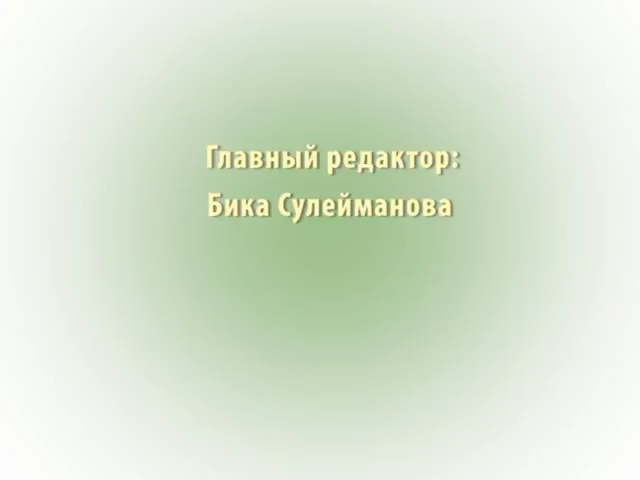 Главный редактор:
Бика Сулейманова